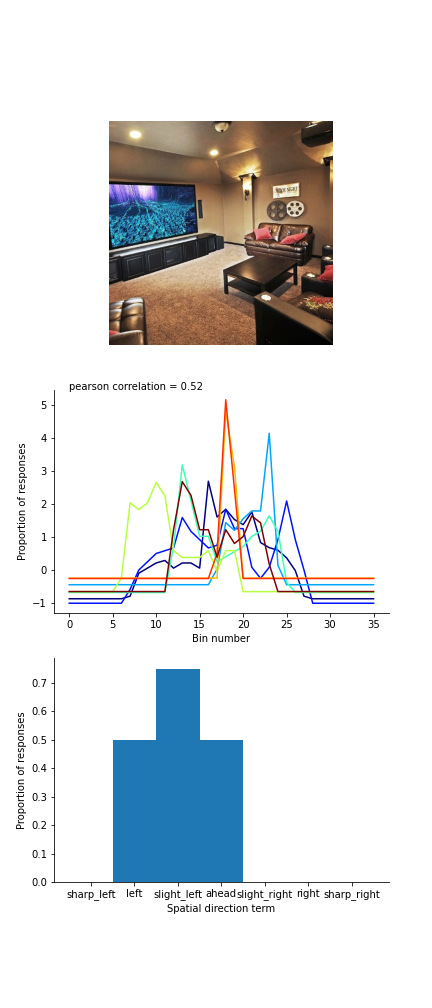 pearson correlation = 0.52
5
4
3
2
1
0
−1
Proportion of responses
0 5 10 15 20 25 30 35
Bin number
0.7
0.6
0.5
0.4
0.3
0.2
0.1
0.0
Proportion of responses
sharp_left left slight_left ahead slight_right right sharp_right
Spatial direction term